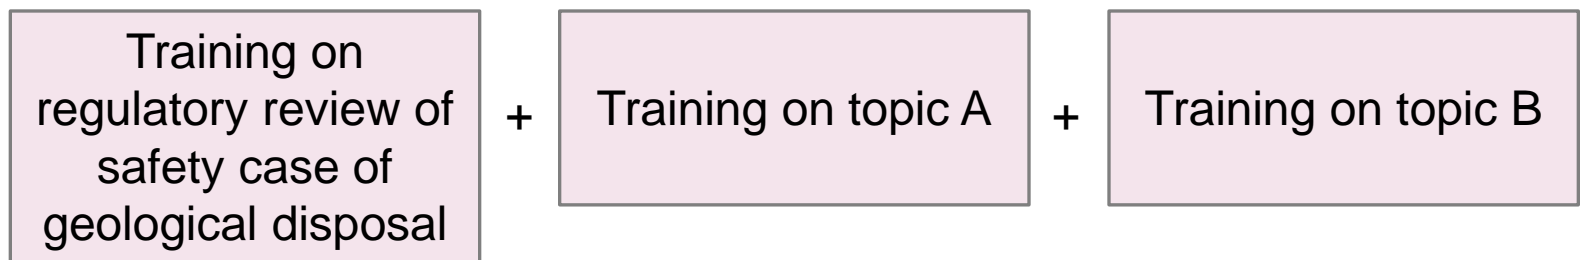 Training on
regulatory review of
safety case of
geological disposal
+
Training on topic A
+
Training on topic B